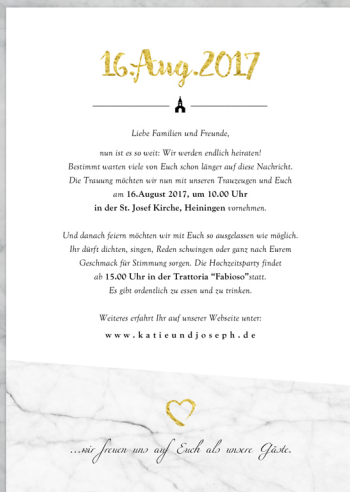 16.Aug.2017
Liebe Familien und Freunde,
nun ist es so weit: Wir werden endlich heiraten!
Bestimmt warten viele von Euch schon länger auf diese Nachricht.
Die Trauung möchten wir nun mit unseren Trauzeugen und Euch
am 16.August 2017, um 10.00 Uhr
in der St. Josef Kirche, Heiningen vornehmen.
Und danach feiern möchten wir mit Euch so ausgelassen wie möglich.
Ihr dürft dichten, singen, Reden schwingen oder ganz nach Eurem
Geschmack für Stimmung sorgen. Die Hochzeitsparty findet
ab 15.00 Uhr in der Trattoria “Fabioso”statt.
Es gibt ordentlich zu essen und zu trinken.
Weiteres erfahrt Ihr auf unserer Webseite unter:
www.katieundjoseph.de
...wir freuen uns auf Euch als unsere Gäste.